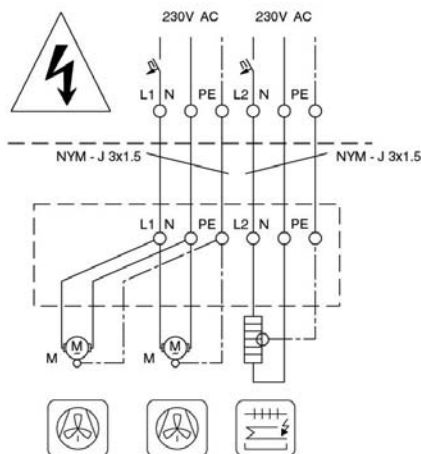 230V AC 230V AC
L1 N PE L2 N PE
NYM - J 3x1.5 NYM - J 3x1.5
L1 N PE L2 N PE
M M M M